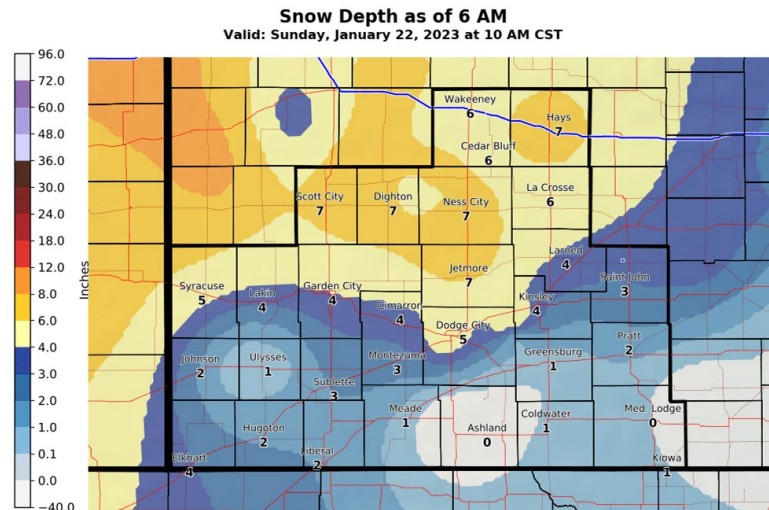 Snow Depth as of 6 AM
Valid: Sunday, January 22, 2023 at 10 AM CST
96.0
72.0
60.0
48.0
36.0
30.0
24.0
18.0
12.0
8.0
6.0
4.0
3.0
2.0
1.0
0.1
0.0
−40.0
Inches
Wakeeney
6
Hays
7
Cedar Bluff
6
Scott City
7
Dighton
7
Ness City
7
La Crosse
6
Larned
4
Jetmore
7
Saint John
3
Syracuse
5
Lakin
4
Garden City
4
Cimarron
4
Kinsley
4
Dodge City
5
Pratt
2
Johnson
2
Ulysses
1
Montezuma
3
Greensburg
1
Sublette
3
Meade
1
Ashland
0
Coldwater
1
Med. Lodge
0
Hugoton
2
Liberal
2
Elkhart
4
Kiowa
1